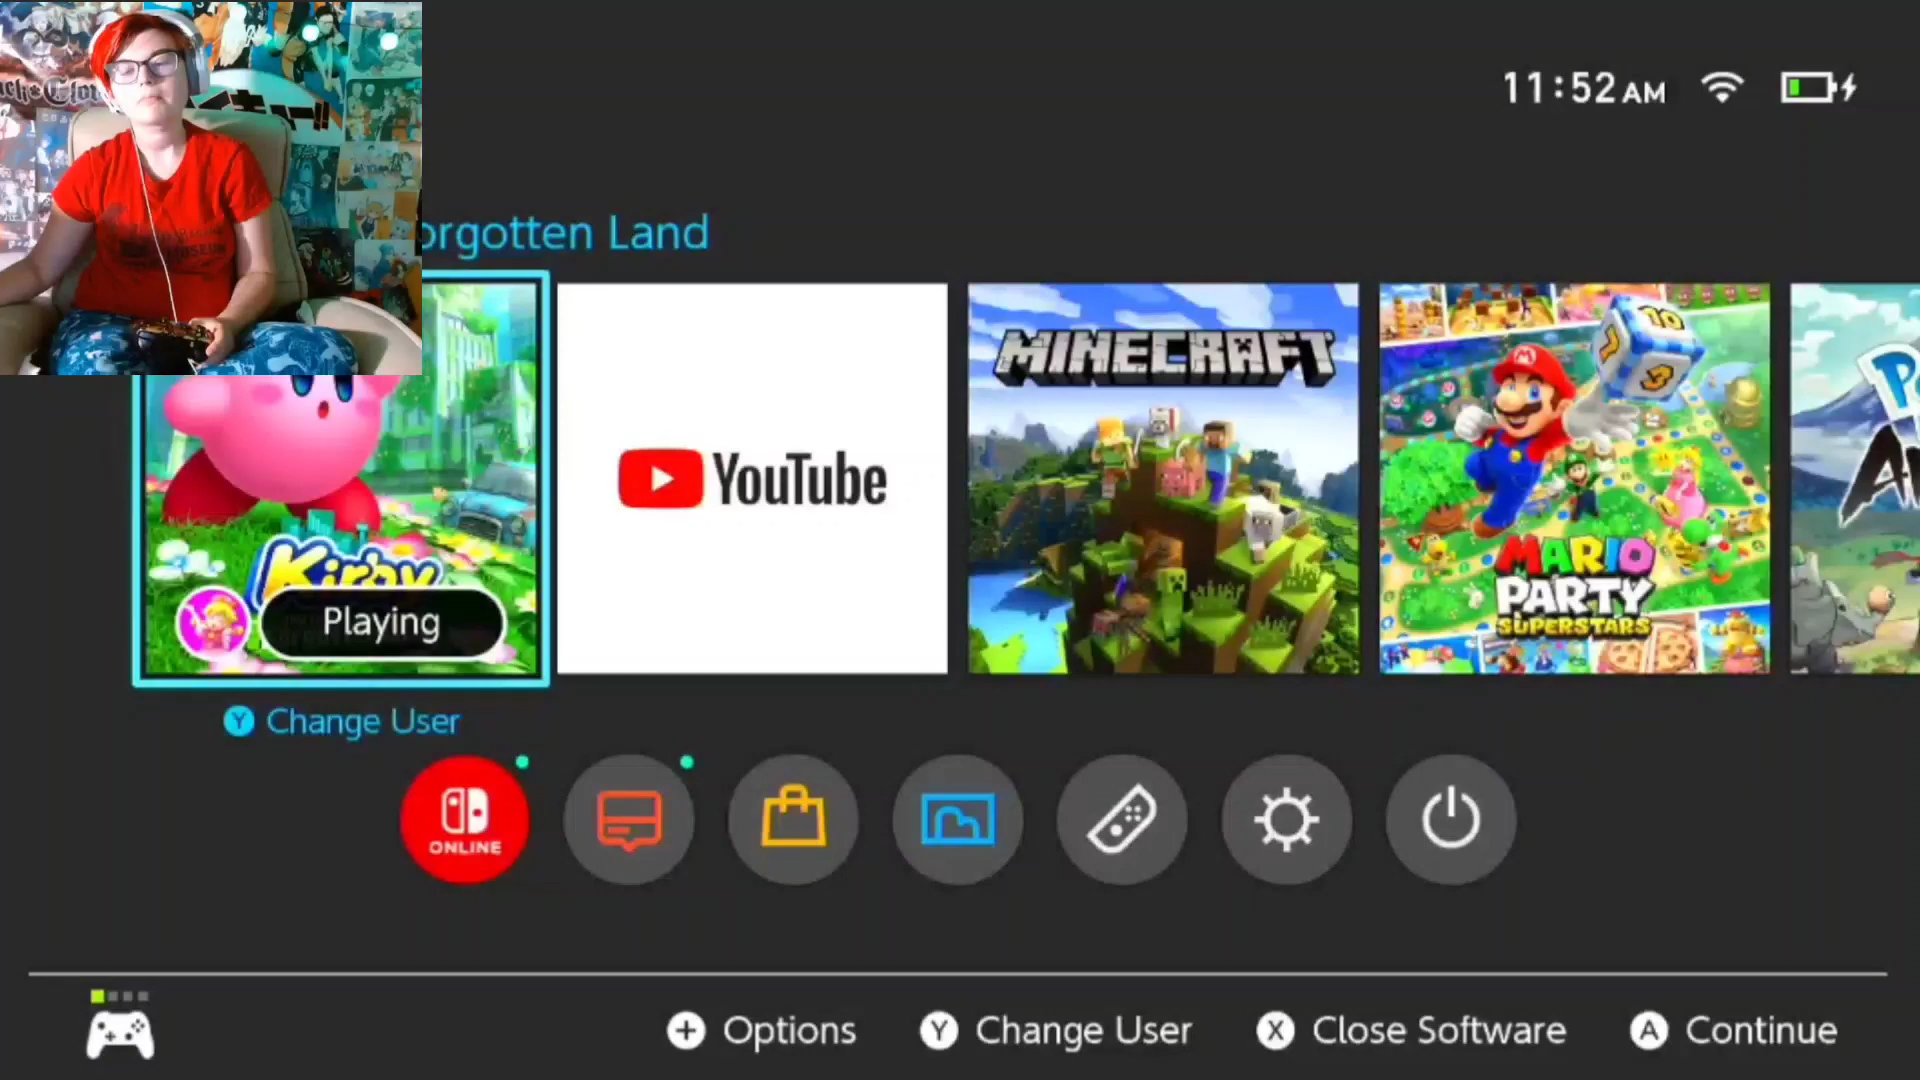 11:52 AM
orgotten Land
MINECRAFT
YouTube
Kirby
Playing
MARIO
PARTY
SUPERSTARS
Y Change User
ONLINE
+ Options
Y Change User
X Close Software
A Continue